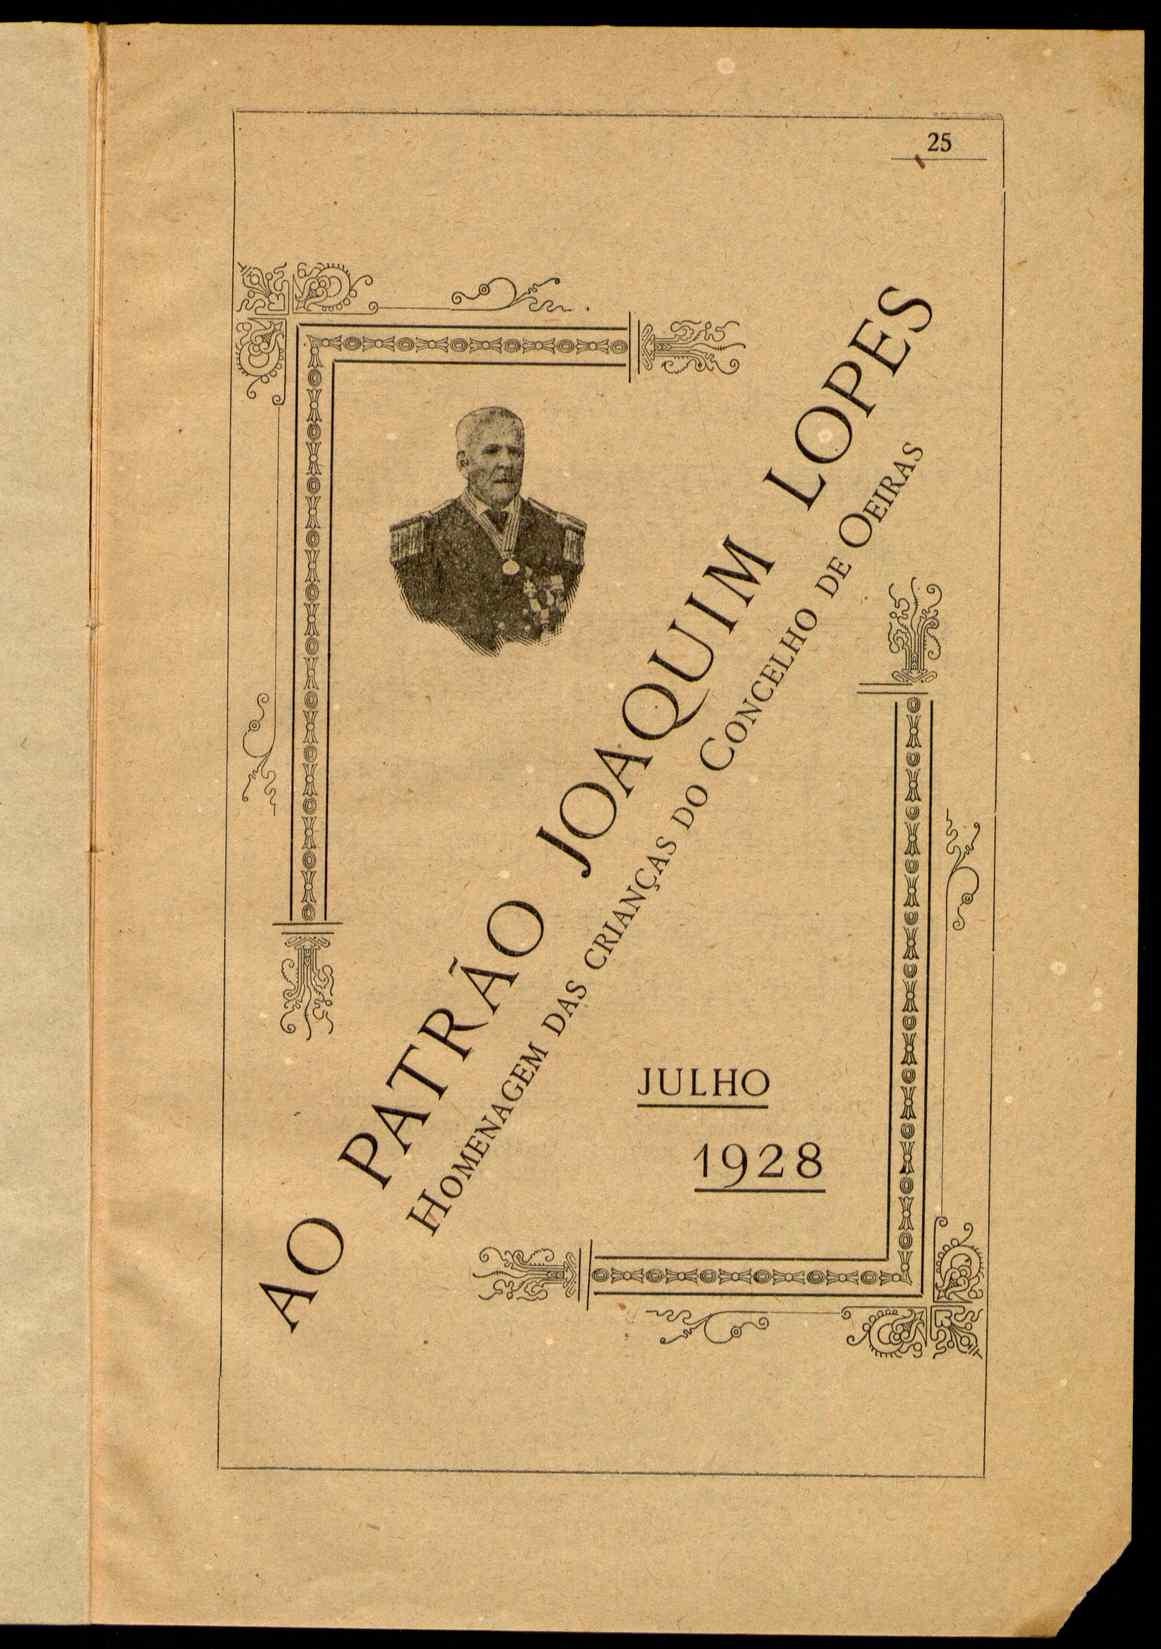 25
AO PATRÃO JOAQUIM LOPES
HOMENAGEM DAS CRIANÇAS DO CONCELHO DE OEIRAS
JULHO
1928